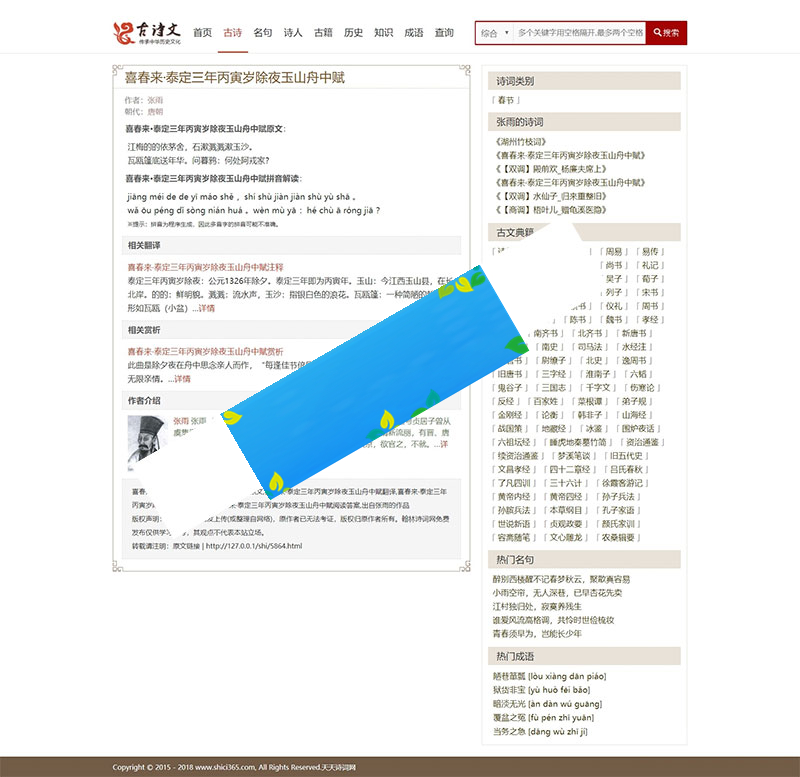 古诗文
传承中华历史文化
首页 古诗 名句 诗人 古籍 历史 知识 成语 查询
综合 多个关键字用空格隔开,最多两个空格 搜索
喜春来·泰定三年丙寅岁除夜玉山舟中赋
作者：张雨
朝代：唐朝
喜春来·泰定三年丙寅岁除夜玉山舟中赋原文：
江梅的的依茅舍，石濑溅溅漱玉沙。
瓦瓯篷底送年华。问暮鸦：何处阿戎家?
喜春来·泰定三年丙寅岁除夜玉山舟中赋拼音解读：
jiāng méi de de yī máo shě ，shí shù jiàn jiàn shù yù shā 。
wǎ ōu péng dǐ sòng nián huá 。wèn mù yā ：hé chù ā róng jiā ?
※提示：拼音为程序生成，因此多音字的拼音可能不准确。
相关翻译
喜春来·泰定三年丙寅岁除夜玉山舟中赋注释
泰定三年丙寅岁除夜：公元1326年除夕。泰定三年即为丙寅年。玉山：今江西玉山县，在长
北岸。的的：鲜明貌。溅溅：流水声，玉沙：指银白色的浪花。瓦瓯篷：一种简陋的
形如瓦瓯（小盆）...详情
相关赏析
喜春来·泰定三年丙寅岁除夜玉山舟中赋赏析
此曲是除夕夜在舟中思念亲人而作，“每逢佳节倍
无限亲情。...详情
作者介绍
张雨 张雨
贞居子曾从
虞集
清新流丽，有晋、唐
欲官之，不就。...详
喜
泰定三年丙寅岁除夜玉山舟中赋翻译,喜春来·泰定三年
丙寅岁
来·泰定三年丙寅岁除夜玉山舟中赋阅读答案,出自张雨的作品
版权声明：
发上传(或整理自网络)，原作者已无法考证，版权归原作者所有。翰林诗词网免费
发布仅供学习
，其观点不代表本站立场。
转载请注明：原文链接 | http://127.0.0.1/shi/5864.html
诗词类别
「 春节 」
张雨的诗词
《湖州竹枝词》
《喜春来·泰定三年丙寅岁除夜玉山舟中赋》
《【双调】殿前欢_杨廉夫席上》
《喜春来·泰定三年丙寅岁除夜玉山舟中赋》
《【双调】水仙子_归来重整旧》
《【商调】梧叶儿_赠龟溪医隐》
古文典籍
「 周易 」 「 易传 」
「 尚书 」 「 礼记 」
吴子 」 「 荀子 」
列子 」 「 宋书 」
书 」 「 仪礼 」 「 周书 」
「 陈书 」 「 魏书 」 「 孝经 」
「 南齐书 」 「 北齐书 」 「 新唐书 」
「 南史 」 「 司马法 」 「 水经注 」
书 」 「 尉缭子 」 「 北史 」 「 逸周书 」
「 旧唐书 」 「 三字经 」 「 淮南子 」 「 六韬 」
「 鬼谷子 」 「 三国志 」 「 千字文 」 「 伤寒论 」
「 反经 」 「 百家姓 」 「 菜根谭 」 「 弟子规 」
「 金刚经 」 「 论衡 」 「 韩非子 」 「 山海经 」
「 战国策 」 「 地藏经 」 「 冰鉴 」 「 围炉夜话 」
「 六祖坛经 」 「 睡虎地秦墓竹简 」 「 资治通鉴 」
「 续资治通鉴 」 「 梦溪笔谈 」 「 旧五代史 」
「 文昌孝经 」 「 四十二章经 」 「 吕氏春秋 」
「 了凡四训 」 「 三十六计 」 「 徐霞客游记 」
「 黄帝内经 」 「 黄帝四经 」 「 孙子兵法 」
「 孙膑兵法 」 「 本草纲目 」 「 孔子家语 」
「 世说新语 」 「 贞观政要 」 「 颜氏家训 」
「 容斋随笔 」 「 文心雕龙 」 「 农桑辑要 」
热门名句
醉别西楼醒不记春梦秋云，聚散真容易
小雨空帘，无人深巷，已早杏花先卖
江村独归处，寂寞养残生
谁爱风流高格调，共怜时世俭梳妆
青春须早为，岂能长少年
热门成语
陋巷箪瓢 [lòu xiàng dān piáo]
狱货非宝 [yù huò fēi bǎo]
暗淡无光 [àn dàn wú guāng]
覆盆之冤 [fù pén zhī yuān]
当务之急 [dāng wù zhī jí]
Copyright © 2015 - 2018 www.shici365.com, All Rights Reserved.天天诗词网